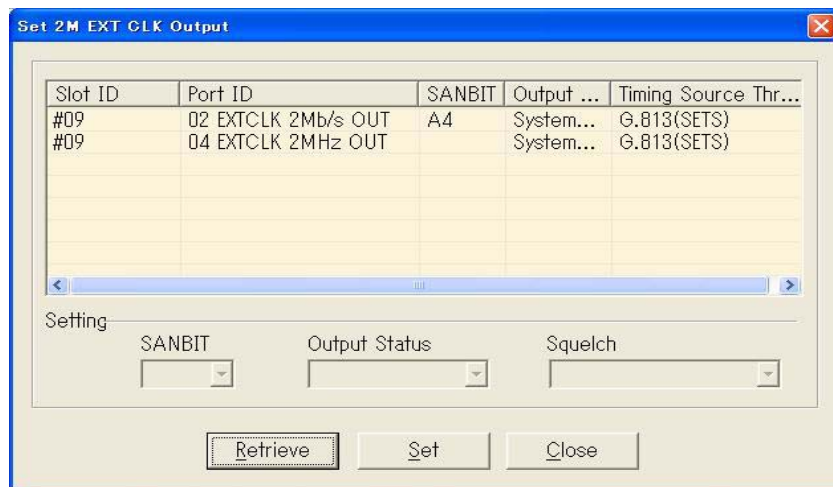 Set 2M EXT CLK Output
Slot ID Port ID SANBIT Output ... Timing Source Thr...
#09 02 EXTCLK 2Mb/s OUT A4 System... G.813(SETS)
#09 04 EXTCLK 2MHz OUT System... G.813(SETS)
Setting
SANBIT Output Status Squelch
Retrieve Set Close